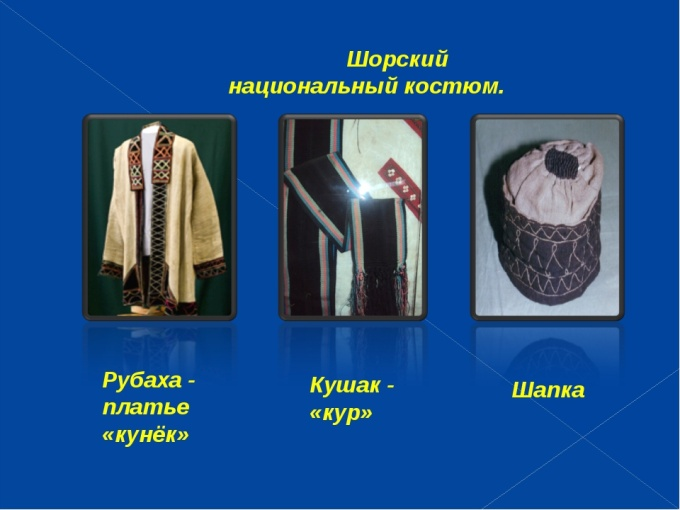 Шорский
национальный костюм.
Рубаха -
платье
«кунёк»
Кушак -
«кур»
Шапка